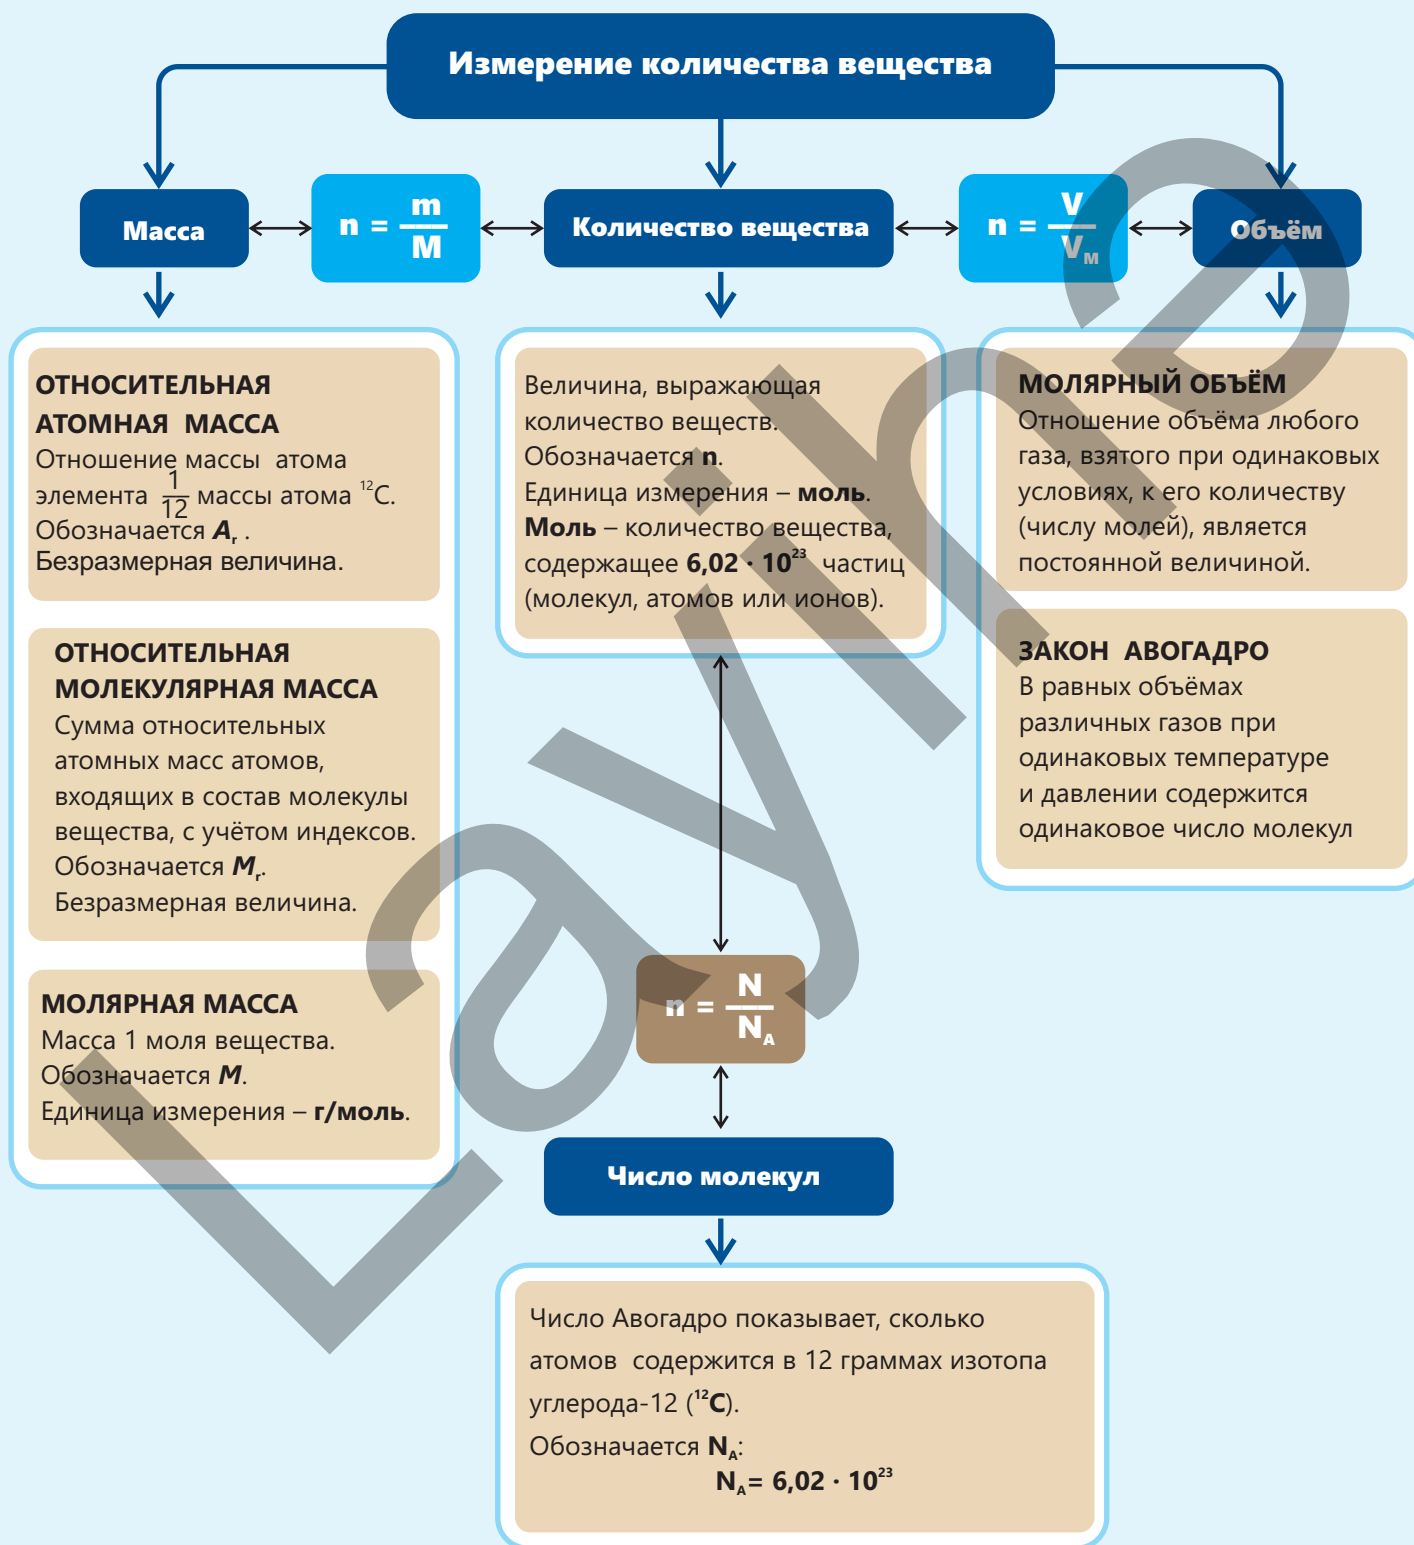 Измерение количества вещества
Масса
n = m/M
Количество вещества
n = V/Vм
Объём
ОТНОСИТЕЛЬНАЯ
АТОМНАЯ МАССА
Отношение массы атома
элемента 1/12 массы атома ¹²C.
Обозначается Aᵣ .
Безразмерная величина.
ОТНОСИТЕЛЬНАЯ
МОЛЕКУЛЯРНАЯ МАССА
Сумма относительных
атомных масс атомов,
входящих в состав молекулы
вещества, с учётом индексов.
Обозначается Mᵣ.
Безразмерная величина.
МОЛЯРНАЯ МАССА
Масса 1 моля вещества.
Обозначается M.
Единица измерения – г/моль.
Величина, выражающая
количество веществ.
Обозначается n.
Единица измерения – моль.
Моль – количество вещества,
содержащее 6,02 · 10²³ частиц
(молекул, атомов или ионов).
МОЛЯРНЫЙ ОБЪЁМ
Отношение объёма любого
газа, взятого при одинаковых
условиях, к его количеству
(числу молей), является
постоянной величиной.
ЗАКОН АВОГАДРО
В равных объёмах
различных газов при
одинаковых температуре
и давлении содержится
одинаковое число молекул
n = N/Nᴀ
Число молекул
Число Авогадро показывает, сколько
атомов содержится в 12 граммах изотопа
углерода-12 (¹²C).
Обозначается Nᴀ:
Nᴀ= 6,02 · 10²³
Layihə